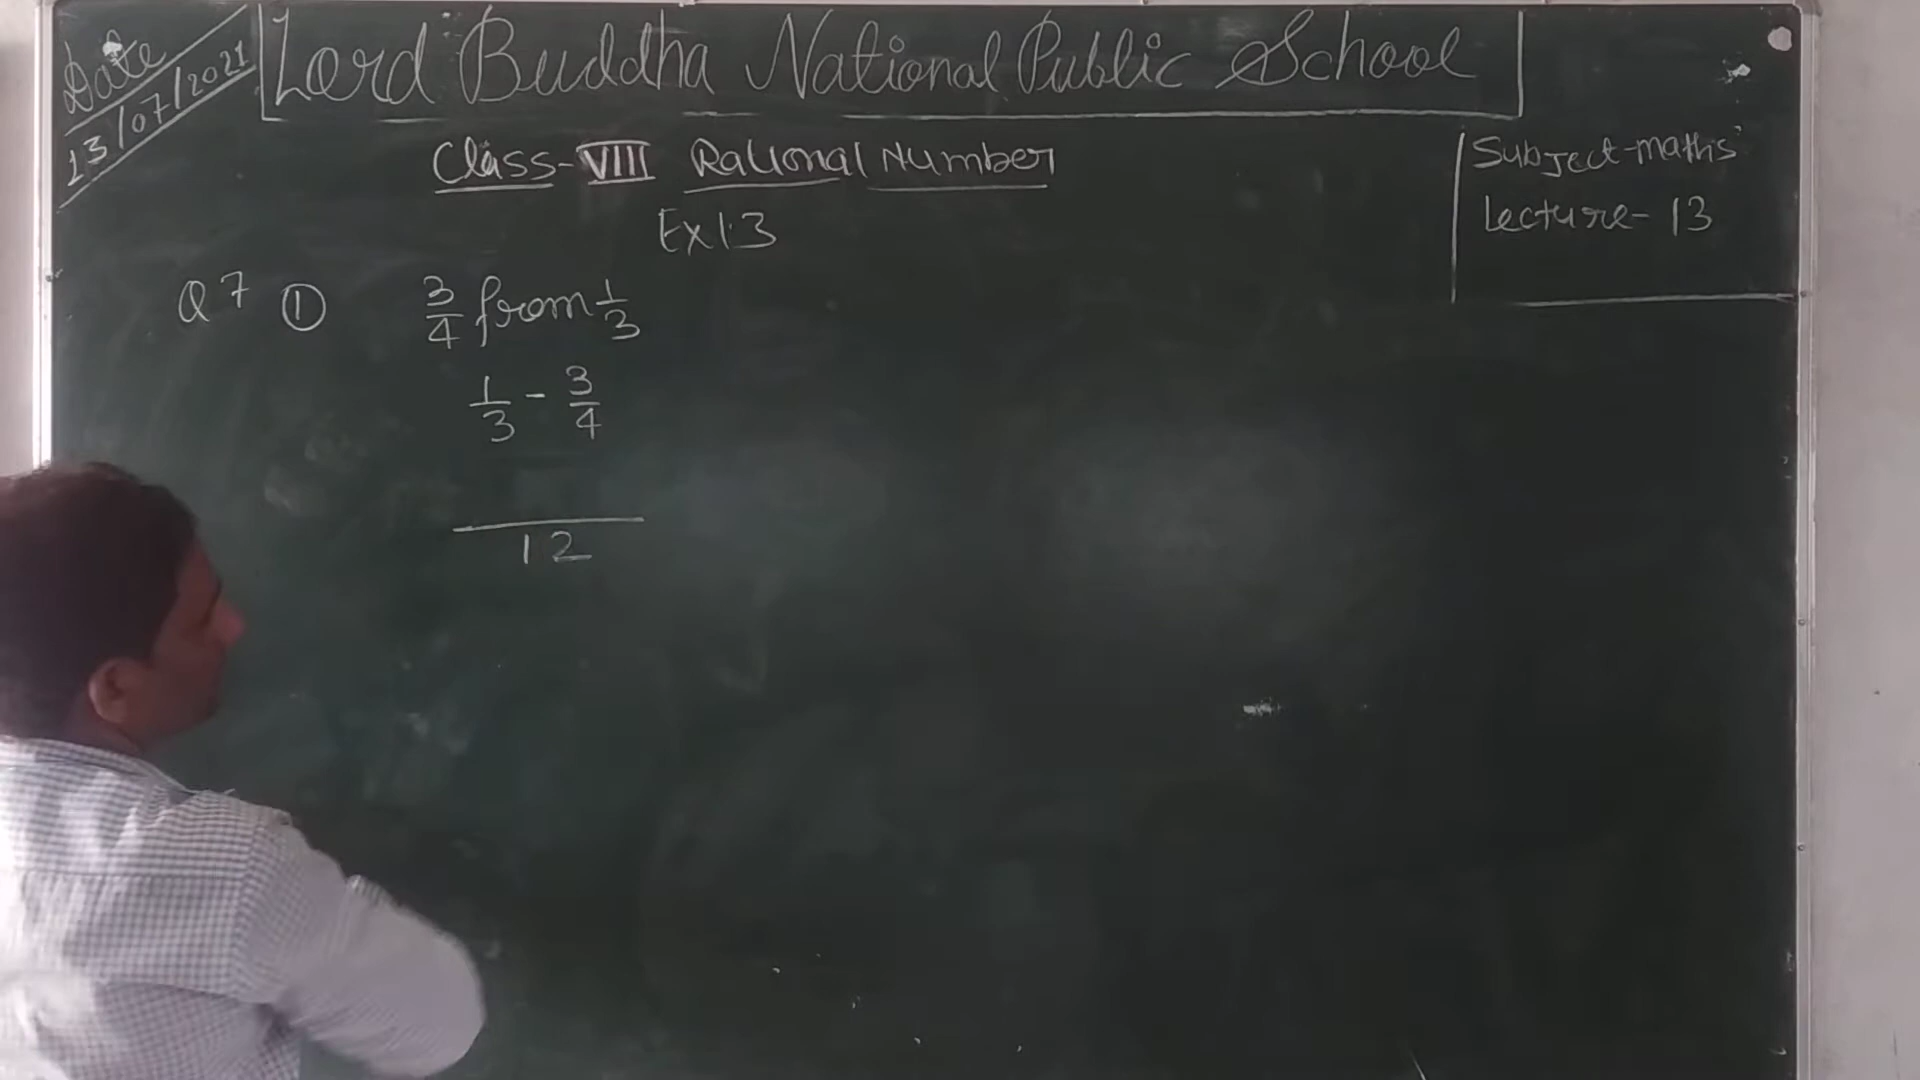 Date
13/07/2021
Lord Buddha National Public School
Class-VIII Rational Number
Subject-maths
Lecture-13
Ex 1.3
Q7 ① 3/4 from 1/3
1/3 - 3/4
/12